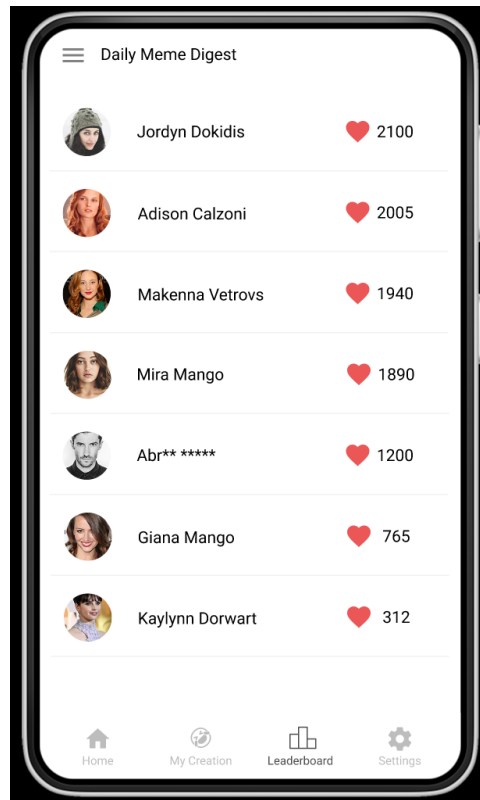 Daily Meme Digest
Jordyn Dokidis 2100
Adison Calzoni 2005
Makenna Vetrovs 1940
Mira Mango 1890
Abr** ***** 1200
Giana Mango 765
Kaylynn Dorwart 312
Home My Creation Leaderboard Settings